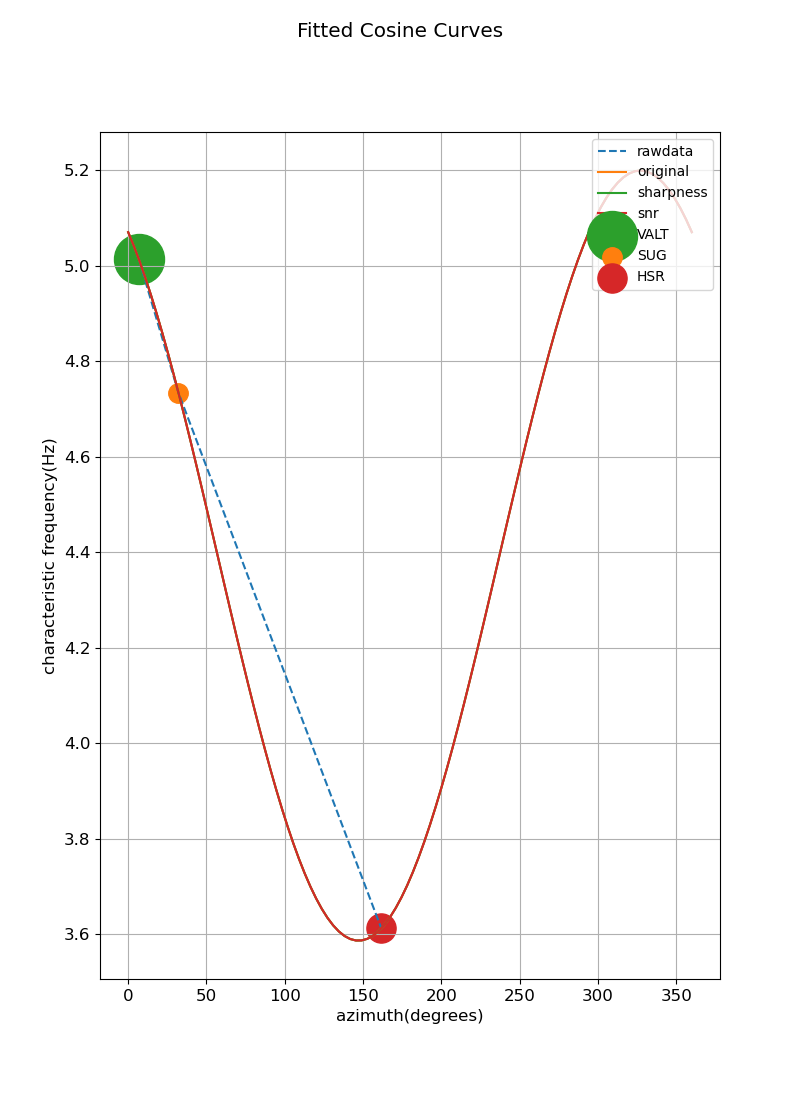 Fitted Cosine Curves
rawdata
original
sharpness
snr
VALT
SUG
HSR
characteristic frequency(Hz)
5.2
5.0
4.8
4.6
4.4
4.2
4.0
3.8
3.6
0 50 100 150 200 250 300 350
azimuth(degrees)